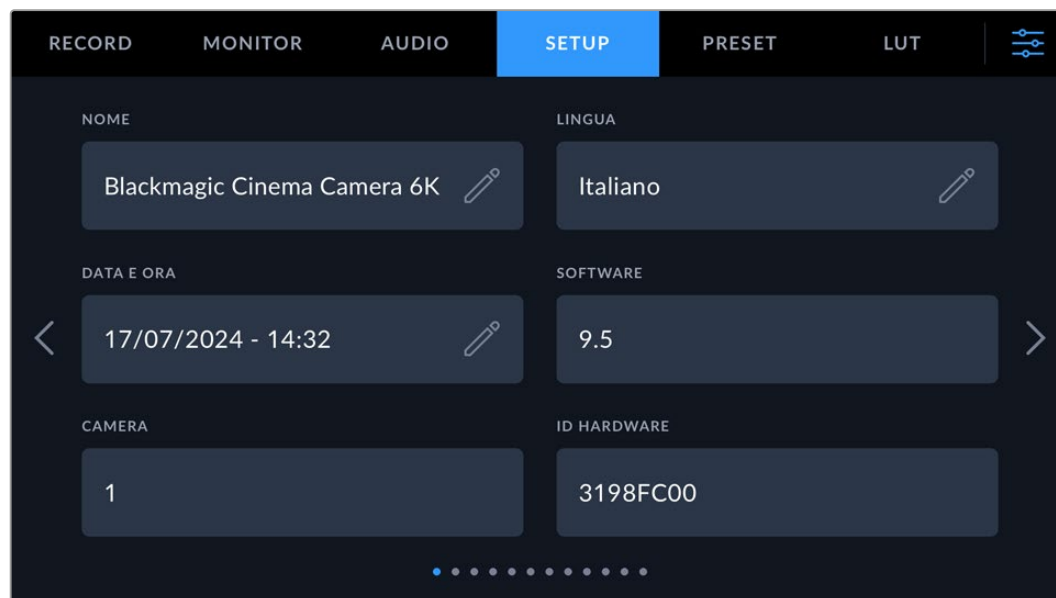 RECORD MONITOR AUDIO SETUP PRESET LUT
NOME LINGUA
Blackmagic Cinema Camera 6K Italiano
DATA E ORA SOFTWARE
17/07/2024 - 14:32 9.5
CAMERA ID HARDWARE
1 3198FC00